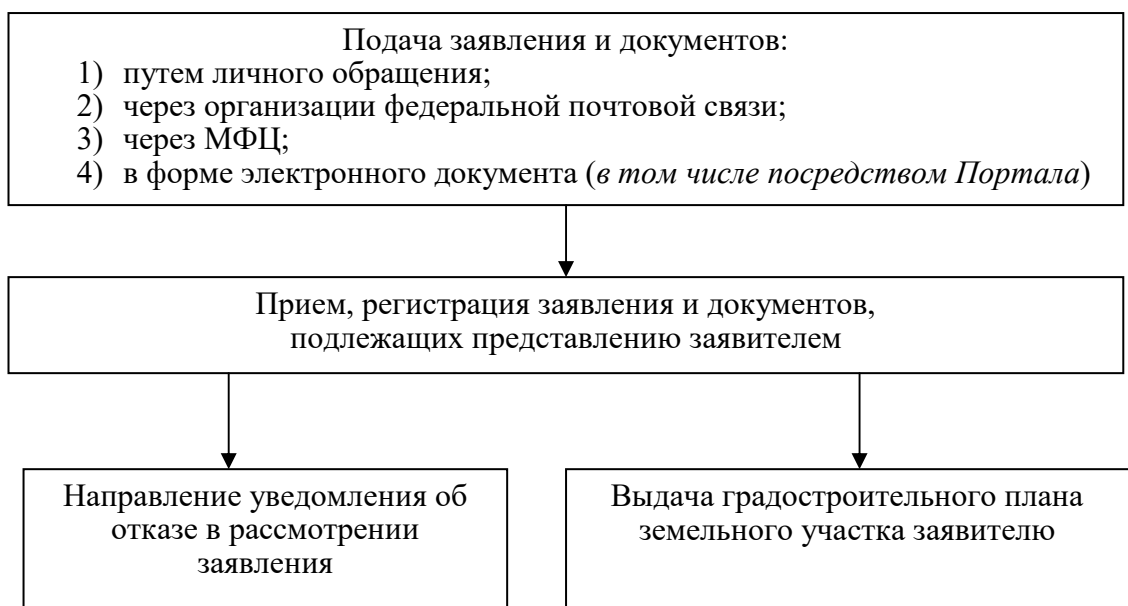 Подача заявления и документов:
1) путем личного обращения;
2) через организации федеральной почтовой связи;
3) через МФЦ;
4) в форме электронного документа (в том числе посредством Портала)
Прием, регистрация заявления и документов,
подлежащих представлению заявителем
Направление уведомления об
отказе в рассмотрении
заявления
Выдача градостроительного плана
земельного участка заявителю